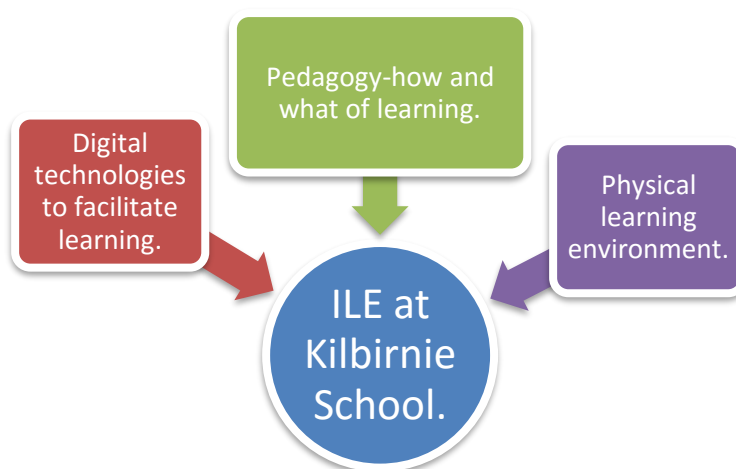 Pedagogy-how and
what of learning.
Digital
technologies
to facilitate
learning.
Physical
learning
environment.
ILE at
Kilbirnie
School.